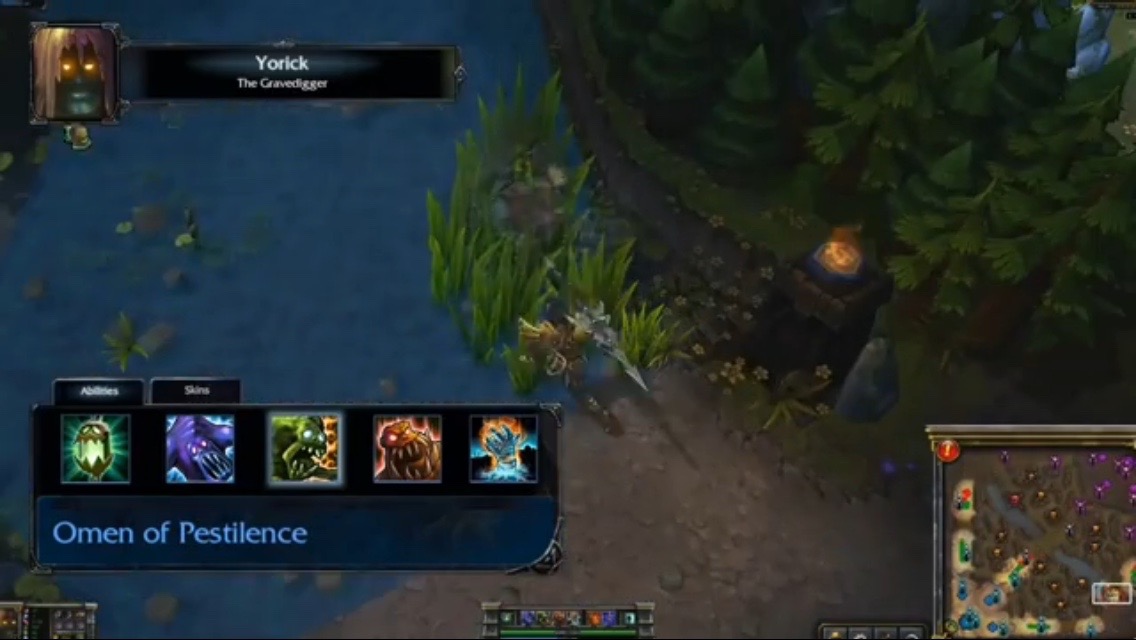 Yorick
The Gravedigger
Abilities
Skins
Omen of Pestilence